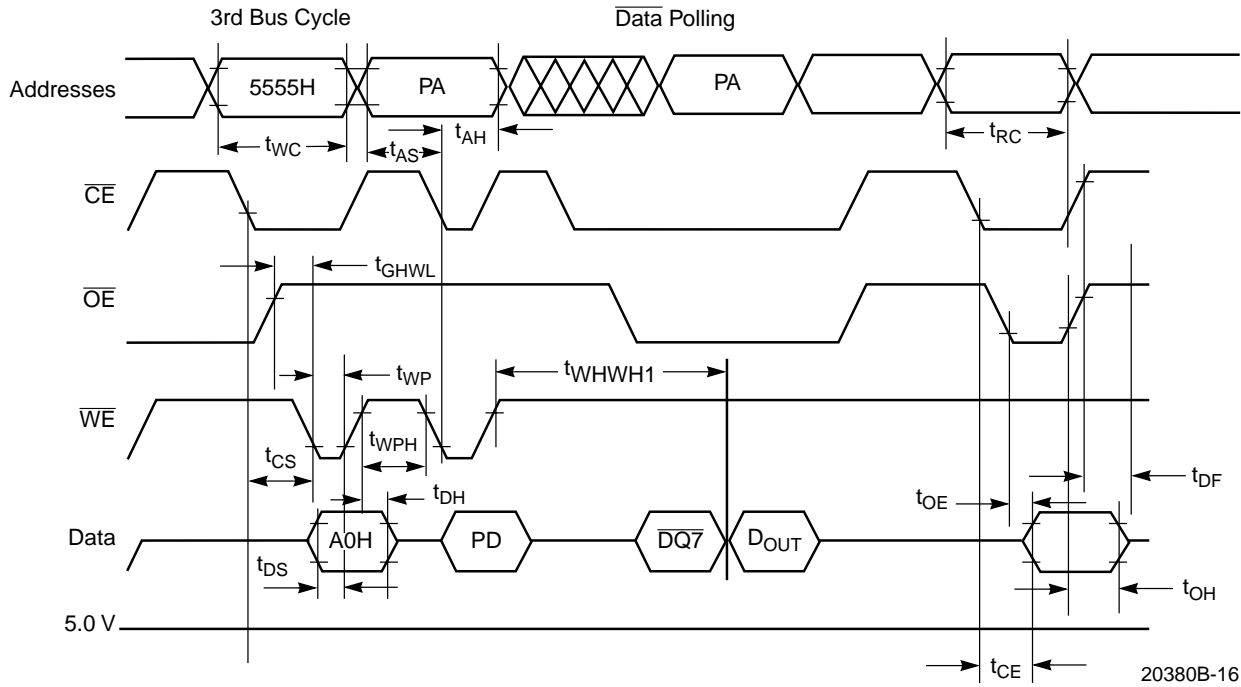 3rd Bus Cycle
Data Polling
Addresses
5555H
PA
PA
tWC
tAS
tAH
tRC
CE
tGHWL
OE
tWP
tWHWH1
WE
tWPH
tCS
tDH
tOE
tDF
Data
A0H
PD
DQ7
DOUT
tDS
tOH
5.0 V
tCE
20380B-16